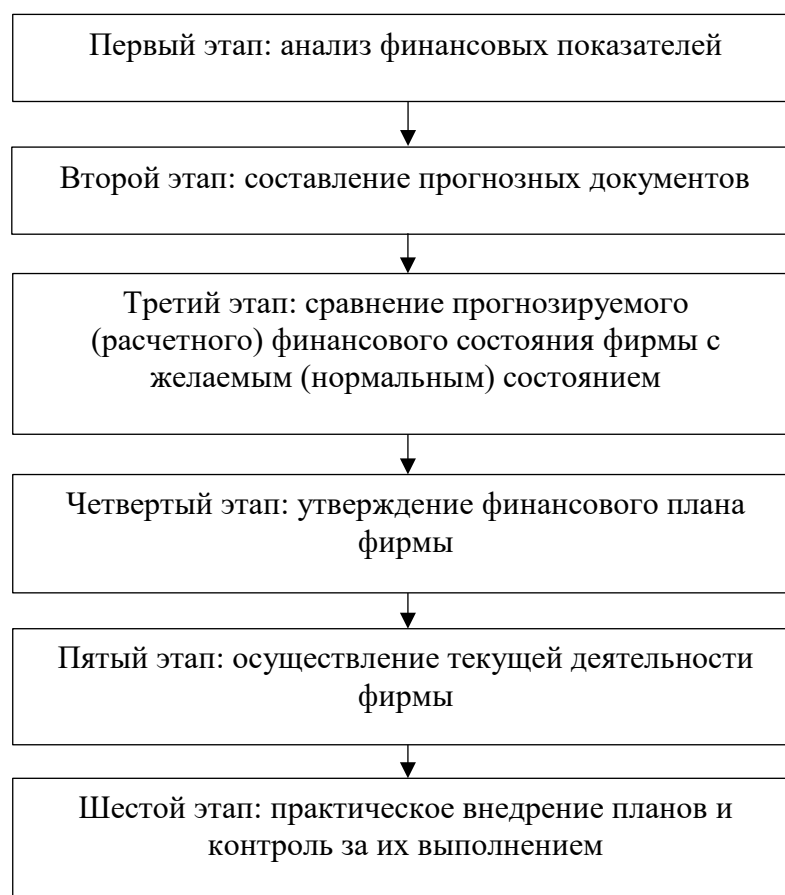 Первый этап: анализ финансовых показателей
Второй этап: составление прогнозных документов
Третий этап: сравнение прогнозируемого
(расчетного) финансового состояния фирмы с
желаемым (нормальным) состоянием
Четвертый этап: утверждение финансового плана
фирмы
Пятый этап: осуществление текущей деятельности
фирмы
Шестой этап: практическое внедрение планов и
контроль за их выполнением